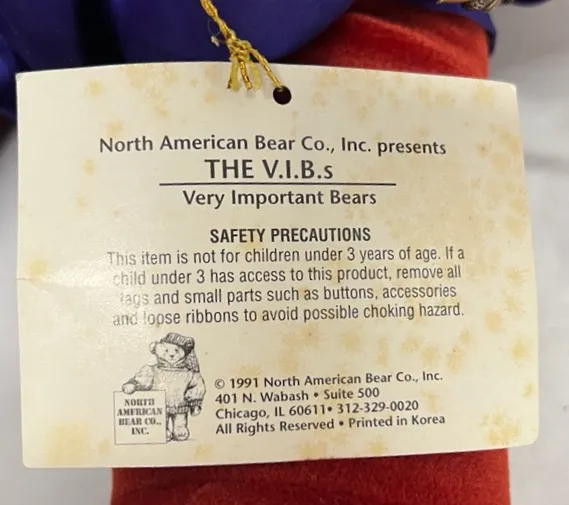 North American Bear Co., Inc. presents
THE V.I.B.s
Very Important Bears
SAFETY PRECAUTIONS
This item is not for children under 3 years of age. If a
child under 3 has access to this product, remove all
tags and small parts such as buttons, accessories
and loose ribbons to avoid possible choking hazard.
NORTH
AMERICAN
BEAR CO.,
INC.
© 1991 North American Bear Co., Inc.
401 N. Wabash • Suite 500
Chicago, IL 60611• 312-329-0020
All Rights Reserved • Printed in Korea